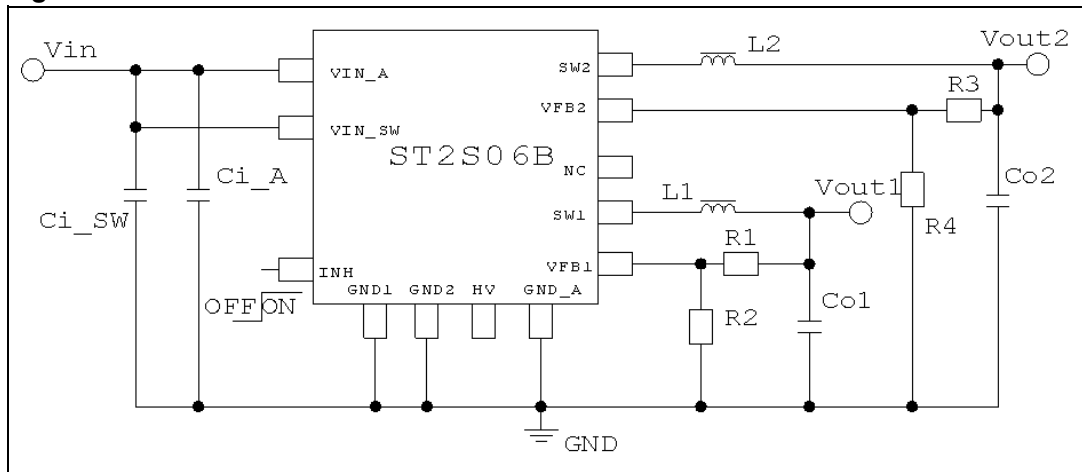 Vin
VIN_A
VIN_SW
ST2S06B
SW2
VFB2
NC
SW1
VFB1
INH
GND1
GND2
HV
GND_A
OFF ON
Ci_SW
Ci_A
L2
Vout2
R3
R4
Co2
L1
Vout1
R1
R2
Co1
GND